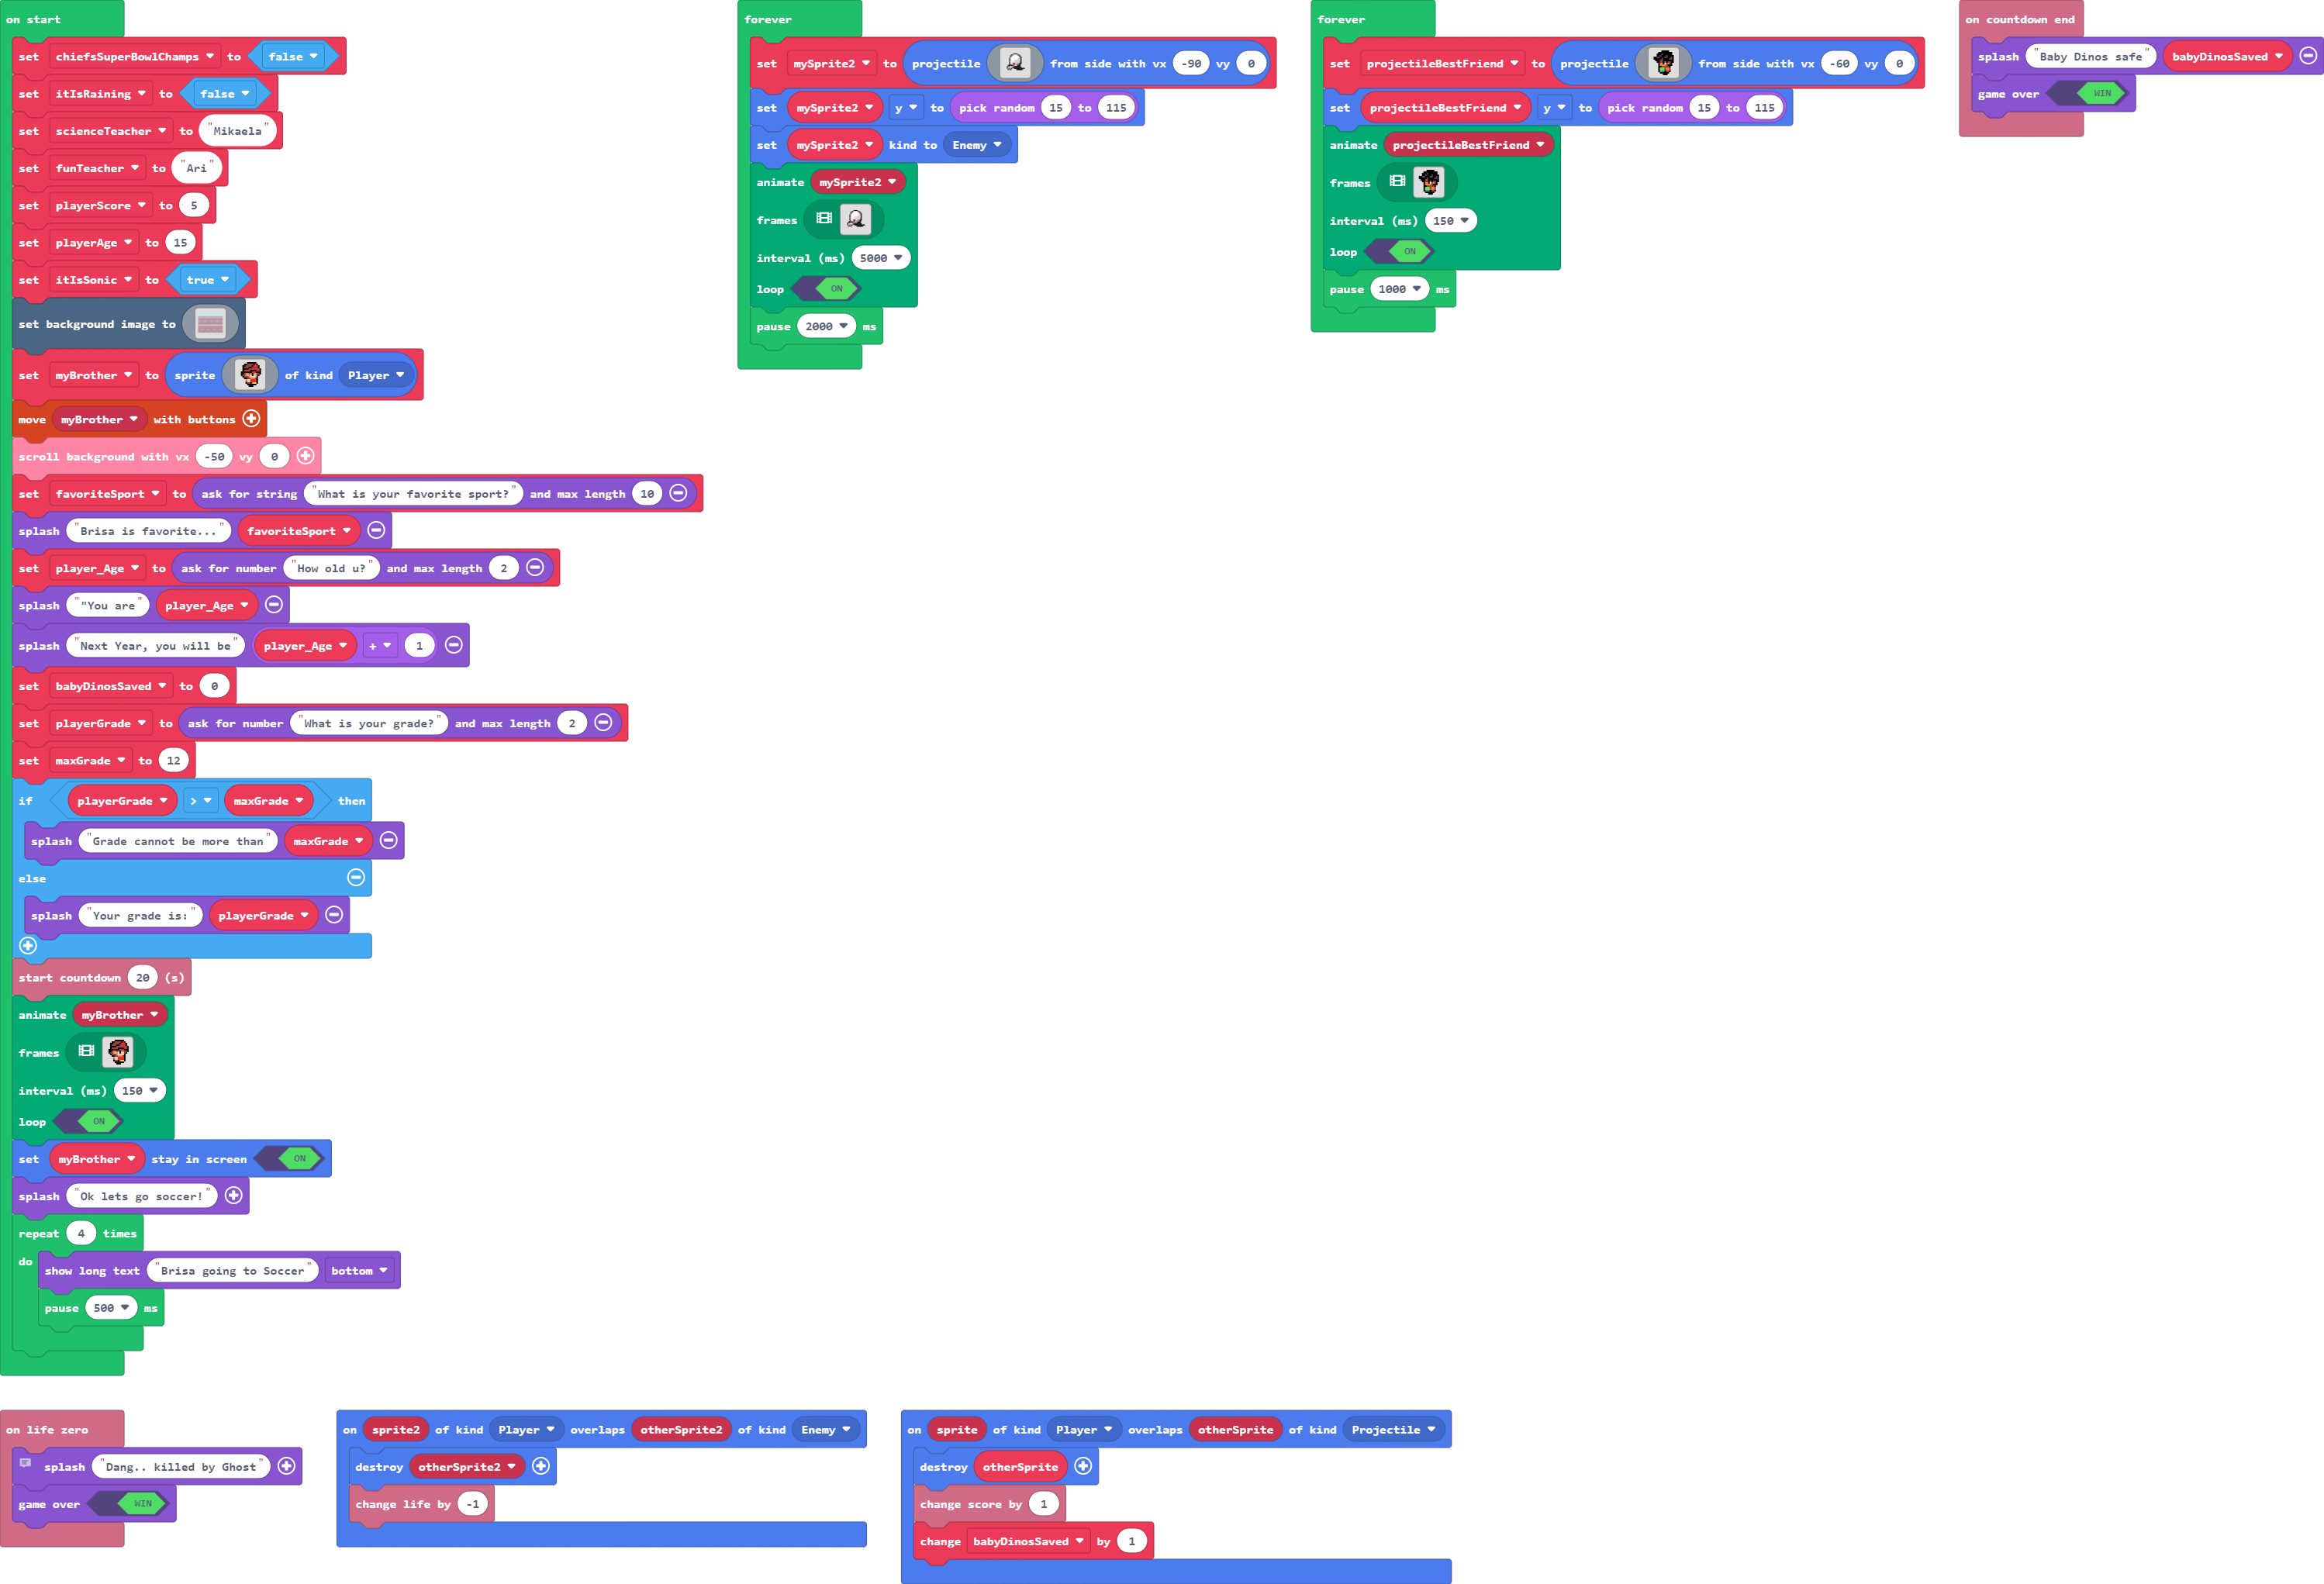 on start
set chiefsSuperBowlChamps to false
set itIsRaining to false
set scienceTeacher to "Mikaela"
set funTeacher to "Ari"
set playerScore to 5
set playerAge to 15
set itIsSonic to true
set background image to
set myBrother to sprite of kind Player
move myBrother with buttons
scroll background with vx -50 vy 0
set favoriteSport to ask for string "What is your favorite sport?" and max length 10
splash "Brisa is favorite..." favoriteSport
set player_Age to ask for number "How old u?" and max length 2
splash ""You are" player_Age
splash "Next Year, you will be" player_Age + 1
set babyDinosSaved to 0
set playerGrade to ask for number "What is your grade?" and max length 2
set maxGrade to 12
if playerGrade > maxGrade then
splash "Grade cannot be more than" maxGrade
else
splash "Your grade is:" playerGrade
start countdown 20 (s)
animate myBrother
frames
interval (ms) 150
loop ON
set myBrother stay in screen ON
splash "Ok lets go soccer!"
repeat 4 times
do
show long text "Brisa going to Soccer" bottom
pause 500 ms
forever
set mySprite2 to projectile from side with vx -90 vy 0
set mySprite2 y to pick random 15 to 115
set mySprite2 kind to Enemy
animate mySprite2
frames
interval (ms) 5000
loop ON
pause 2000 ms
forever
set projectileBestFriend to projectile from side with vx -60 vy 0
set projectileBestFriend y to pick random 15 to 115
animate projectileBestFriend
frames
interval (ms) 150
loop ON
pause 1000 ms
on countdown end
splash "Baby Dinos safe" babyDinosSaved
game over WIN
on life zero
splash "Dang.. killed by Ghost"
game over WIN
on sprite2 of kind Player overlaps otherSprite2 of kind Enemy
destroy otherSprite2
change life by -1
on sprite of kind Player overlaps otherSprite of kind Projectile
destroy otherSprite
change score by 1
change babyDinosSaved by 1